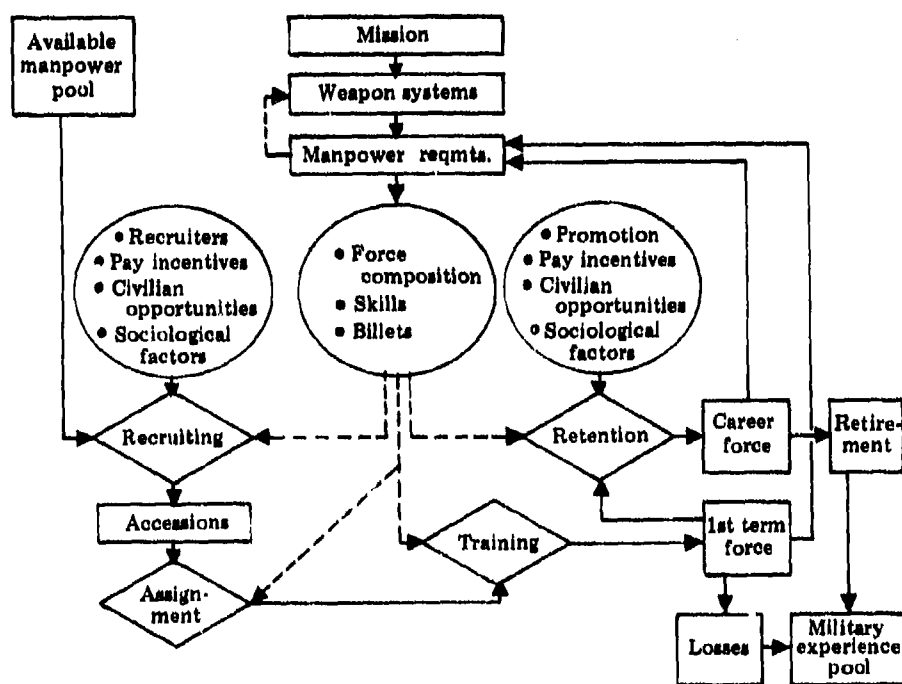 Available
manpower
pool
Mission
Weapon systems
Manpower reqmts.
• Recruiters
• Pay incentives
• Civilian
opportunities
• Sociological
factors
• Force
composition
• Skills
• Billets
• Promotion
• Pay incentives
• Civilian
opportunities
• Sociological
factors
Recruiting
Retention
Career
force
Retire-
ment
Accessions
Training
1st term
force
Assign-
ment
Losses
Military
experience
pool